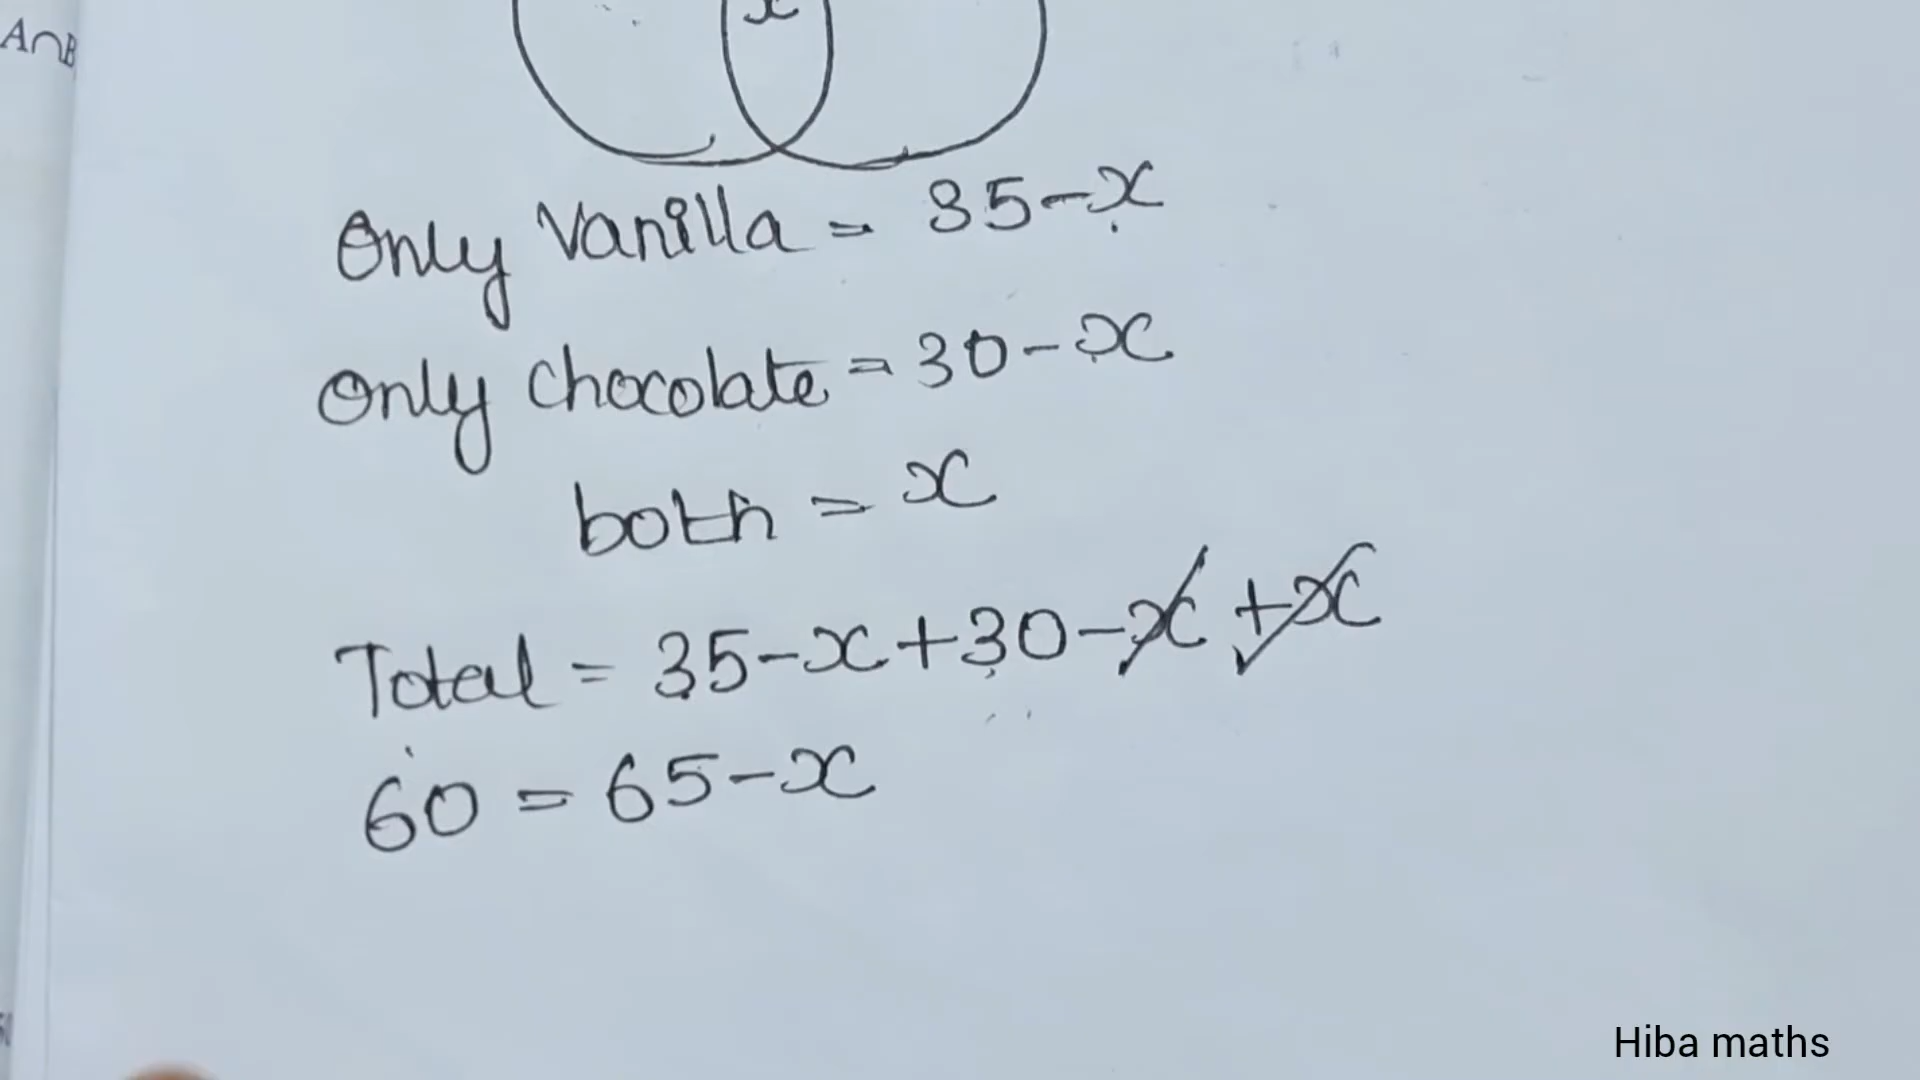 A∩B
x
Only Vanilla = 35-x
Only Chocolate = 30-x
both = x
Total = 35-x+30-x+x
60 = 65-x
Hiba maths